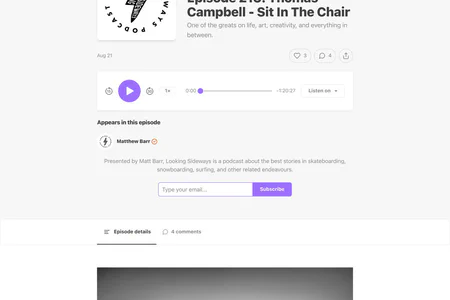 WAYS PODCAST
Episode 210: Thomas
Campbell - Sit In The Chair
One of the greats on life, art, creativity, and everything in
between.
Aug 21
3
4
1×
0:00
-1:20:27
Listen on
Appears in this episode
Matthew Barr
Presented by Matt Barr, Looking Sideways is a podcast about the best stories in skateboarding,
snowboarding, surfing, and other related endeavours.
Type your email...
Subscribe
Episode details
4 comments